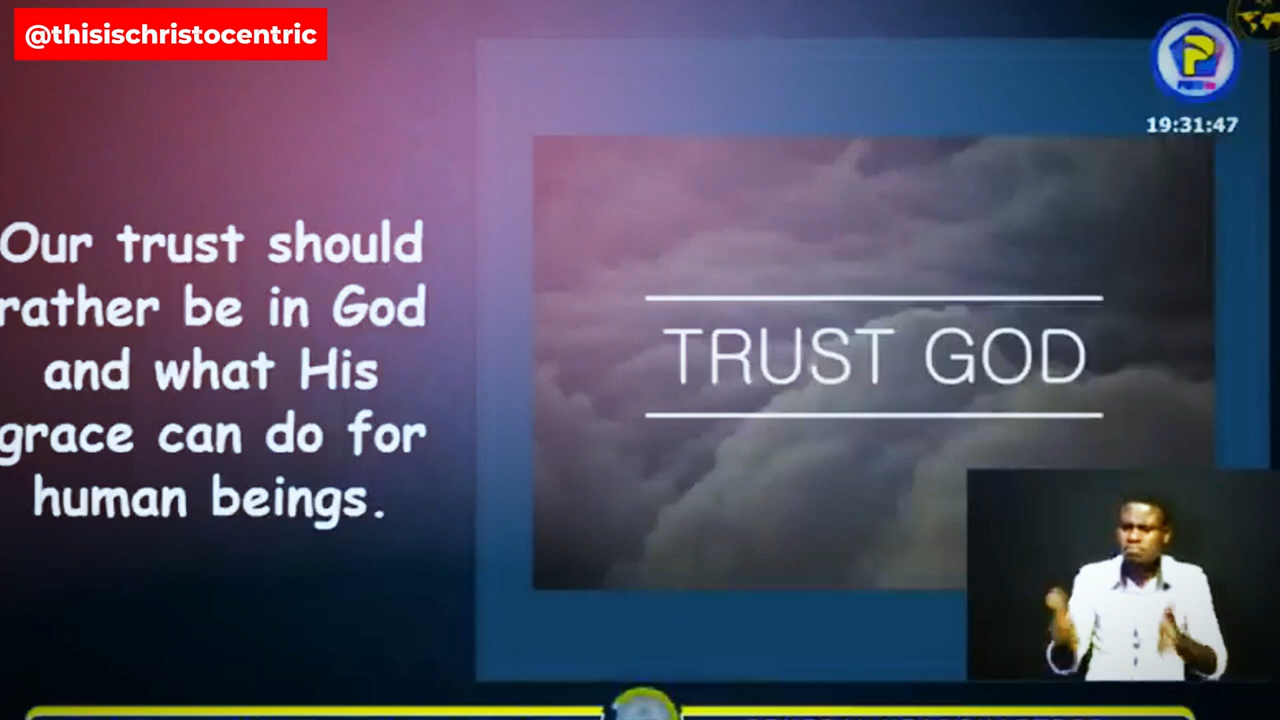 @thisischristocentric
P
19:31:47
Our trust should
rather be in God
and what His
grace can do for
human beings.
TRUST GOD